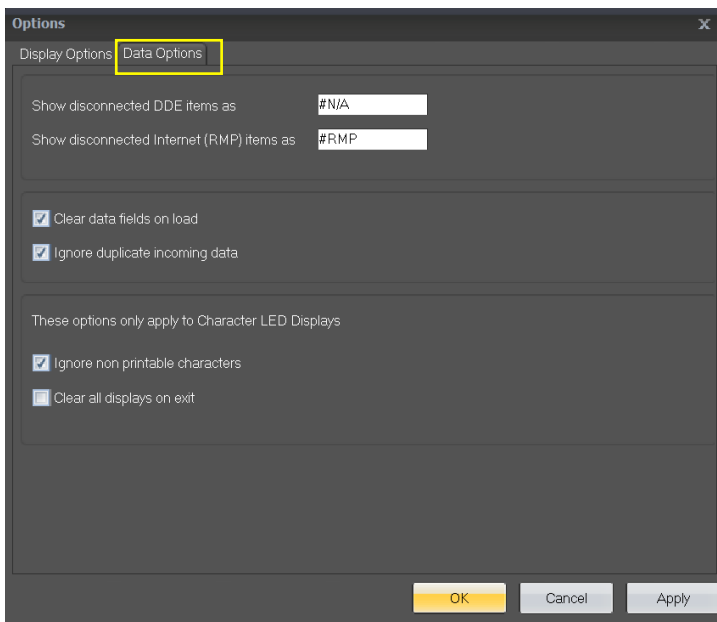 Options x
Display Options Data Options
Show disconnected DDE items as #N/A
Show disconnected Internet (RMP) items as #RMP
Clear data fields on load
Ignore duplicate incoming data
These options only apply to Character LED Displays
Ignore non printable characters
Clear all displays on exit
OK Cancel Apply